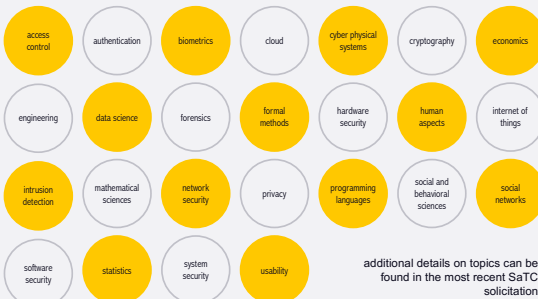 access
control
authentication
biometrics
cloud
cyber physical
systems
cryptography
economics
engineering
data science
forensics
formal
methods
hardware
security
human
aspects
internet of
things
intrusion
detection
mathematical
sciences
network
security
privacy
programming
languages
social and
behavioral
sciences
social
networks
software
security
statistics
system
security
usability
additional details on topics can be
found in the most recent SaTC
solicitation